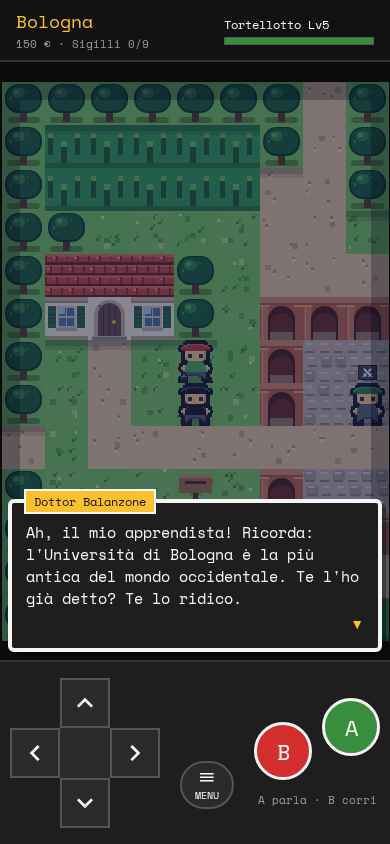 Bologna
150 € · Sigilli 0/9
Tortellotto Lv5
Dottor Balanzone
Ah, il mio apprendista! Ricorda:
l'Università di Bologna è la più
antica del mondo occidentale. Te l'ho
già detto? Te lo ridico.
MENU
B
A
A parla · B corri